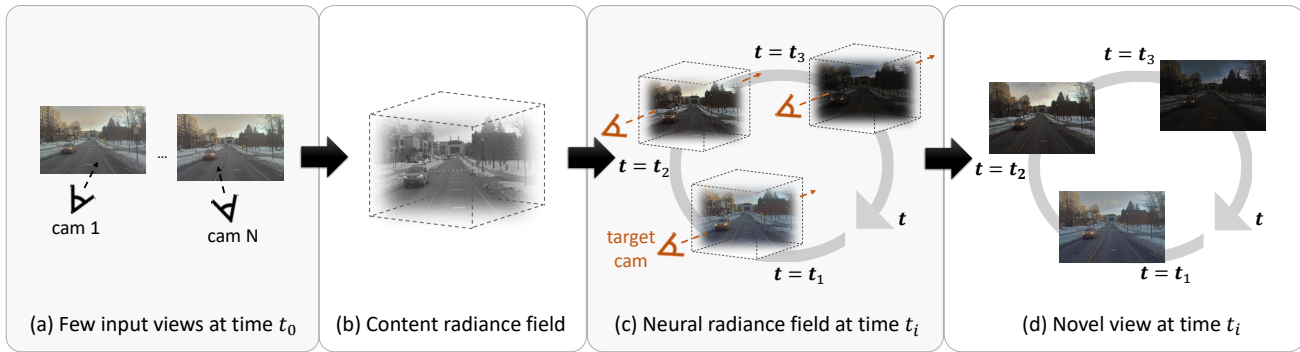 ...
cam 1
cam N
(a) Few input views at time t₀
(b) Content radiance field
t = t₃
t = t₂
t
target
cam
t = t₁
(c) Neural radiance field at time tᵢ
t = t₃
t = t₂
t
t = t₁
(d) Novel view at time tᵢ